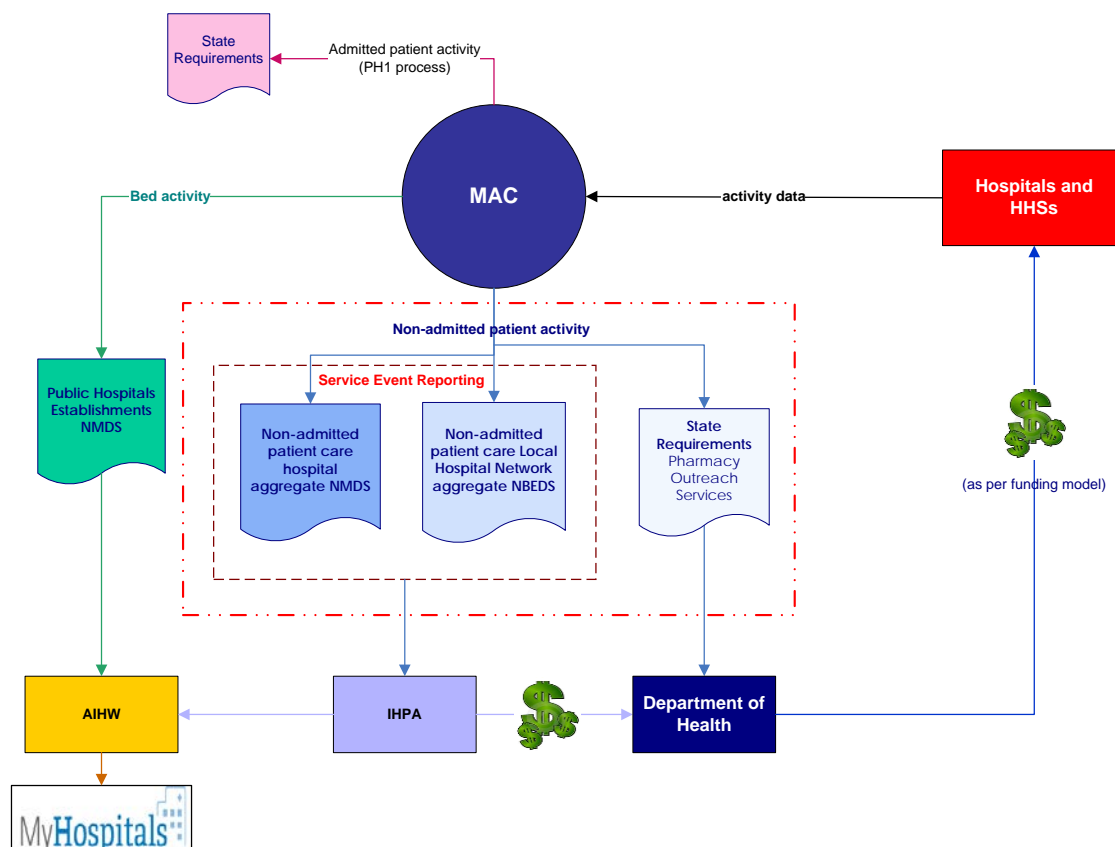 State
Requirements
Admitted patient activity
(PH1 process)
MAC
Hospitals and
HHSs
Bed activity
activity data
Non-admitted patient activity
Service Event Reporting
Public Hospitals
Establishments
NMDS
Non-admitted
patient care
hospital
aggregate NMDS
Non-admitted
patient care Local
Hospital Network
aggregate NBEDS
State
Requirements
Pharmacy
Outreach
Services
(as per funding model)
AIHW
IHPA
Department of
Health
MyHospitals